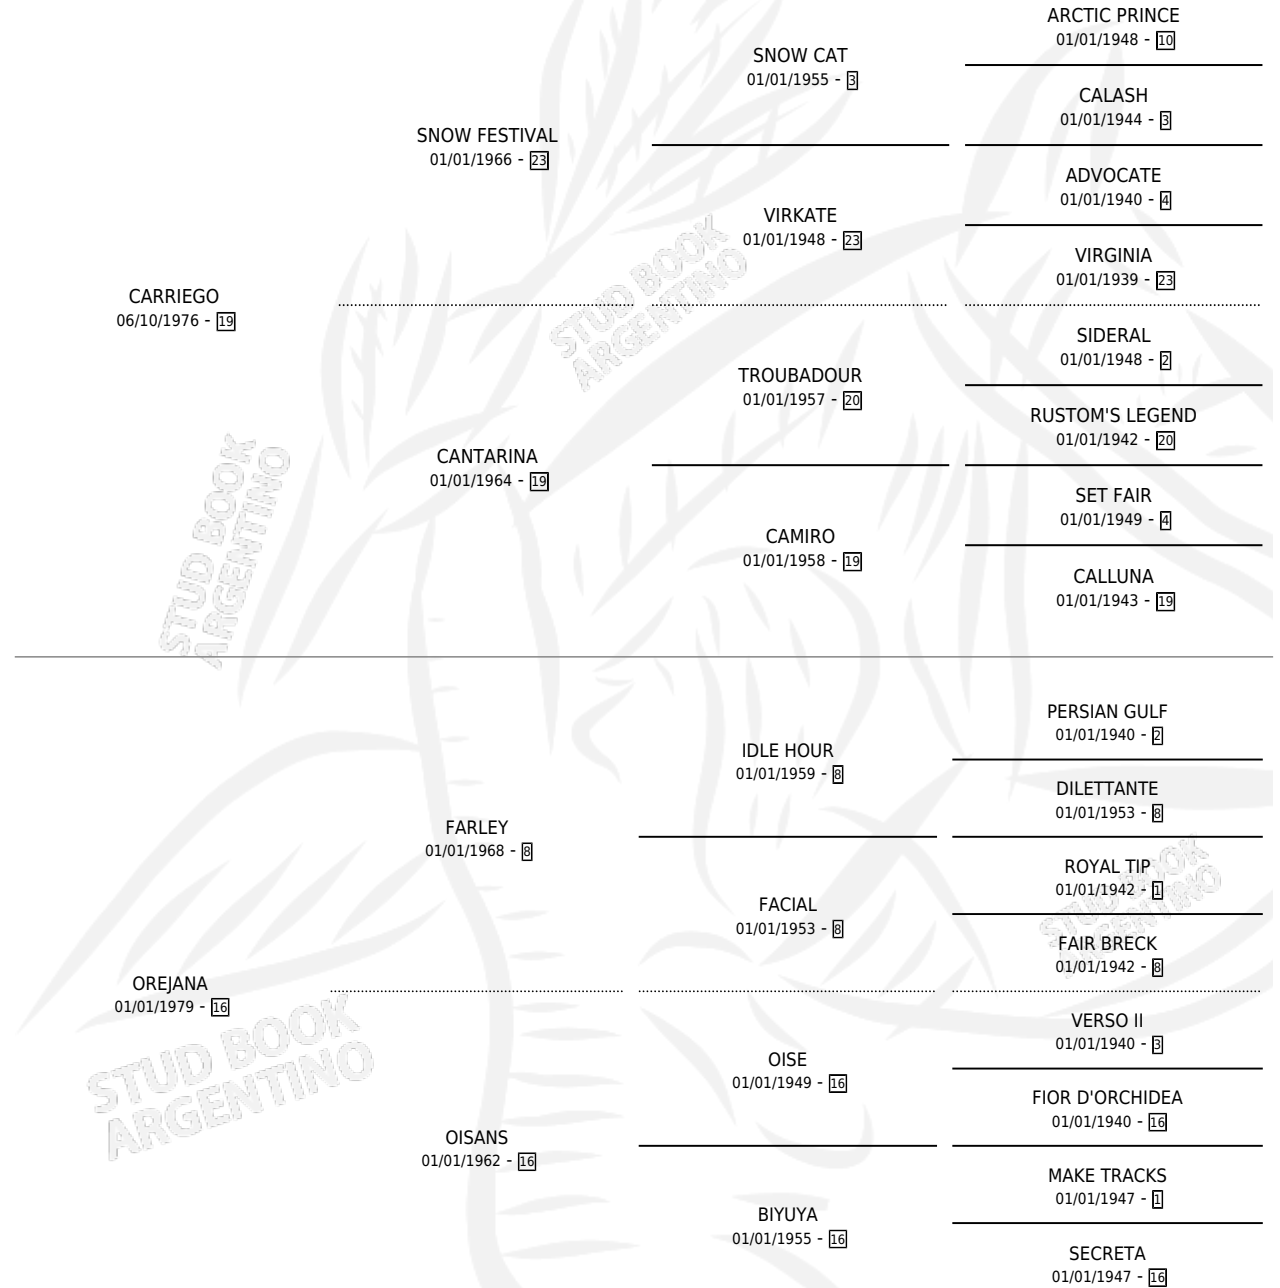 ARCTIC PRINCE
01/01/1948 - 10
SNOW CAT
01/01/1955 - 3
CALASH
01/01/1944 - 3
SNOW FESTIVAL
01/01/1966 - 23
ADVOCATE
01/01/1940 - 4
VIRKATE
01/01/1948 - 23
VIRGINIA
01/01/1939 - 23
CARRIEGO
06/10/1976 - 19
SIDERAL
01/01/1948 - 2
TROUBADOUR
01/01/1957 - 20
RUSTOM'S LEGEND
01/01/1942 - 20
CANTARINA
01/01/1964 - 19
SET FAIR
01/01/1949 - 4
CAMIRO
01/01/1958 - 19
CALLUNA
01/01/1943 - 19
PERSIAN GULF
01/01/1940 - 2
IDLE HOUR
01/01/1959 - 8
DILETTANTE
01/01/1953 - 8
FARLEY
01/01/1968 - 8
ROYAL TIP
01/01/1942 - 1
FACIAL
01/01/1953 - 8
FAIR BRECK
01/01/1942 - 8
OREJANA
01/01/1979 - 16
VERSO II
01/01/1940 - 3
OISE
01/01/1949 - 16
FIOR D'ORCHIDEA
01/01/1940 - 16
OISANS
01/01/1962 - 16
MAKE TRACKS
01/01/1947 - 1
BIYUYA
01/01/1955 - 16
SECRETA
01/01/1947 - 16
STUD BOOK
ARGENTINO
STUD BOOK
ARGENTINO
STUD BOOK
ARGENTINO
STUD BOOK
ARGENTINO